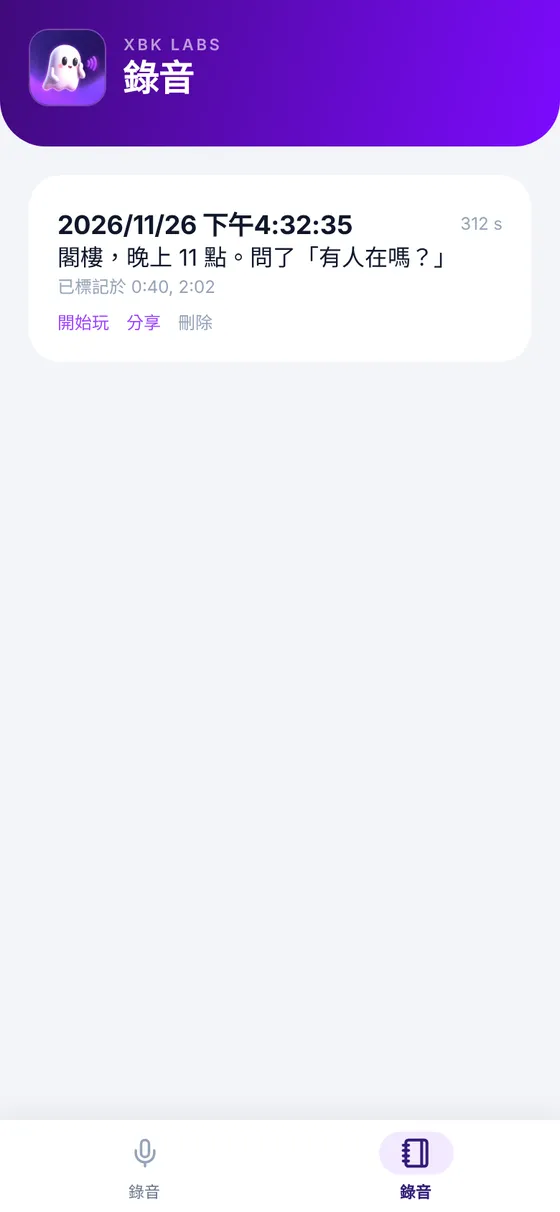 XBK LABS
錄音
2026/11/26 下午4:32:35
312 s
閣樓，晚上 11 點。問了「有人在嗎？」
已標記於 0:40, 2:02
開始玩 分享 刪除
錄音
錄音